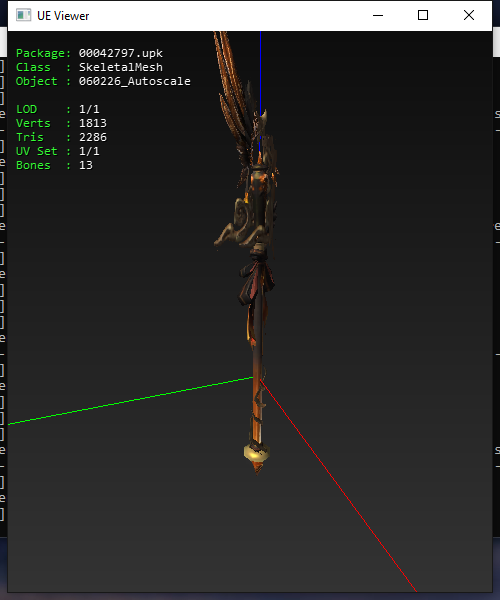 UE Viewer
Package: 00042797.upk
Class : SkeletalMesh
Object : 060226_Autoscale
LOD : 1/1
Verts : 1813
Tris : 2286
UV Set : 1/1
Bones : 13